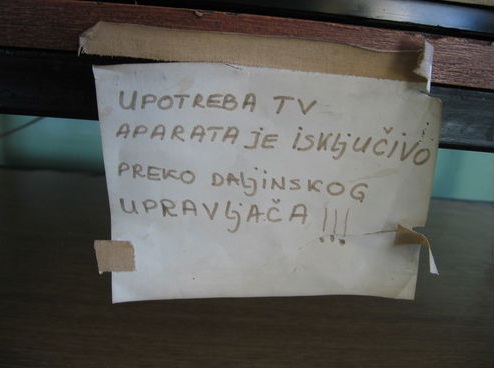 UPOTREBA TV
APARATA JE ISKLJUČIVO
PREKO DALJINSKOG
UPRAVLJAČA !!!